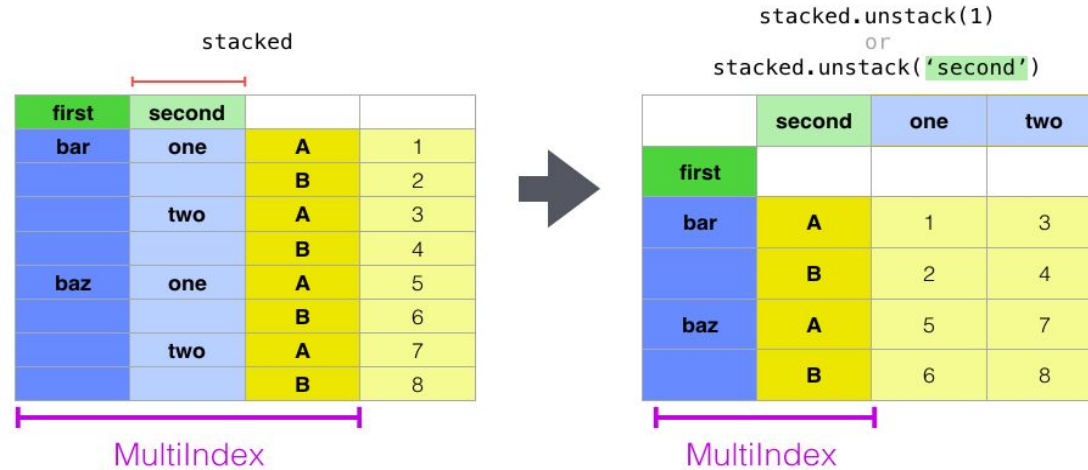 stacked
first second
bar one A 1
B 2
two A 3
B 4
baz one A 5
B 6
two A 7
B 8
MultiIndex
stacked.unstack(1)
or
stacked.unstack(‘second’)
second one two
first
bar A 1 3
B 2 4
baz A 5 7
B 6 8
MultiIndex